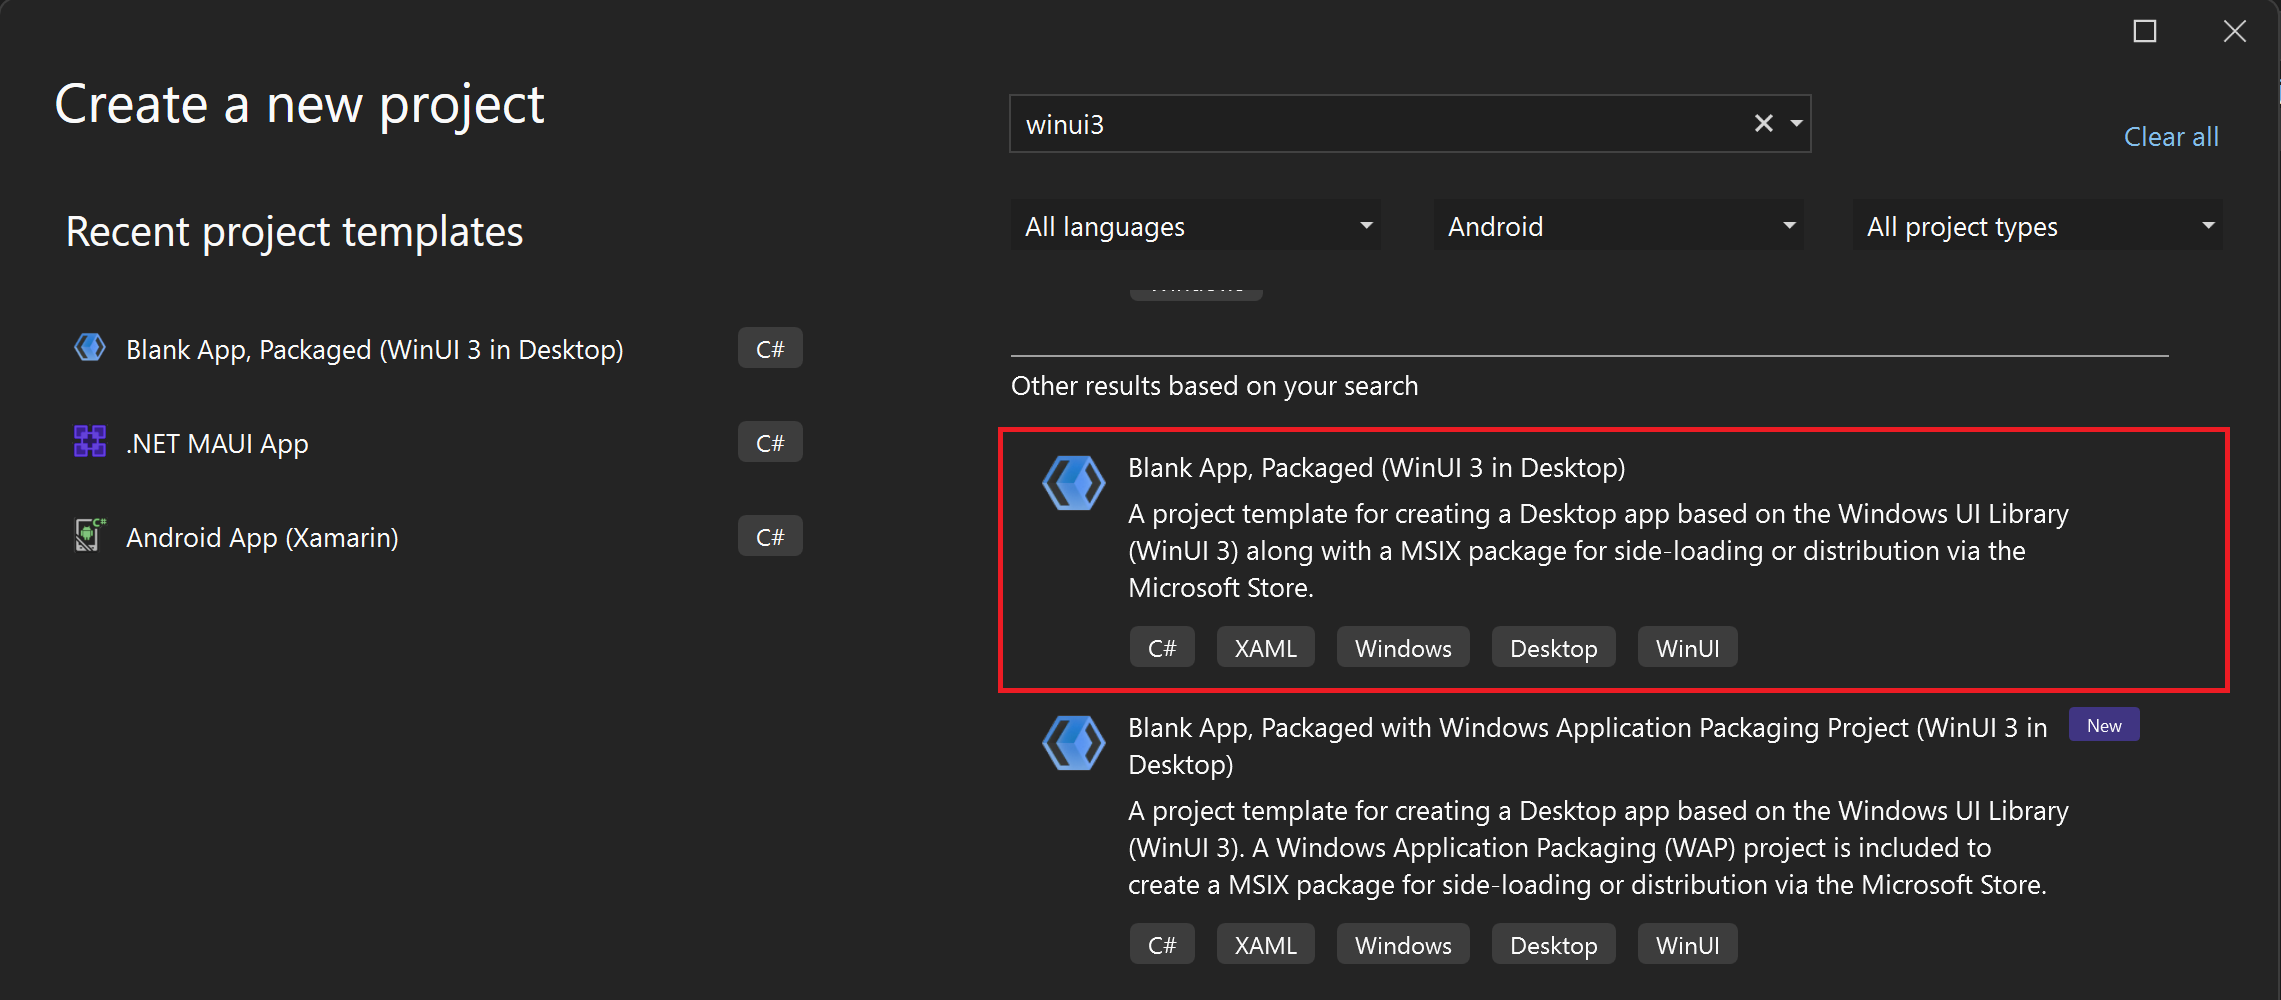 Create a new project
winui3
Clear all
All languages
Android
All project types
Recent project templates
Blank App, Packaged (WinUI 3 in Desktop)
C#
.NET MAUI App
C#
Android App (Xamarin)
C#
Other results based on your search
Blank App, Packaged (WinUI 3 in Desktop)
A project template for creating a Desktop app based on the Windows UI Library
(WinUI 3) along with a MSIX package for side-loading or distribution via the
Microsoft Store.
C#
XAML
Windows
Desktop
WinUI
Blank App, Packaged with Windows Application Packaging Project (WinUI 3 in
Desktop)
New
A project template for creating a Desktop app based on the Windows UI Library
(WinUI 3). A Windows Application Packaging (WAP) project is included to
create a MSIX package for side-loading or distribution via the Microsoft Store.
C#
XAML
Windows
Desktop
WinUI